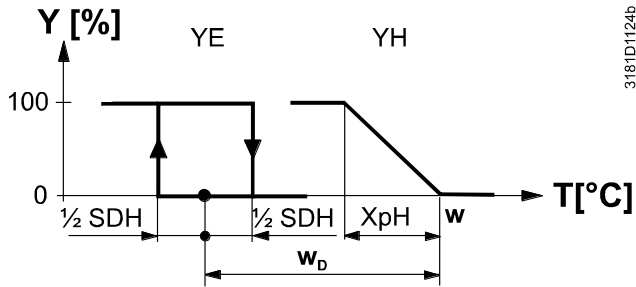 Y [%]
YE
YH
3181D1124b
100
0
T[°C]
½ SDH
½ SDH
XpH
w
wD